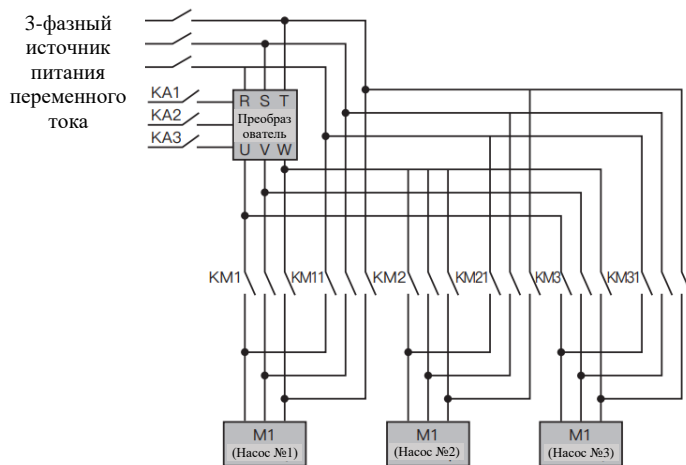 3-фазный
источник
питания
переменного
тока
KA1
KA2
KA3
R S T
Преобраз
ователь
U V W
KM1
KM11
KM2
KM21
KM3
KM31
M1
(Насос №1)
M1
(Насос №2)
M1
(Насос №3)